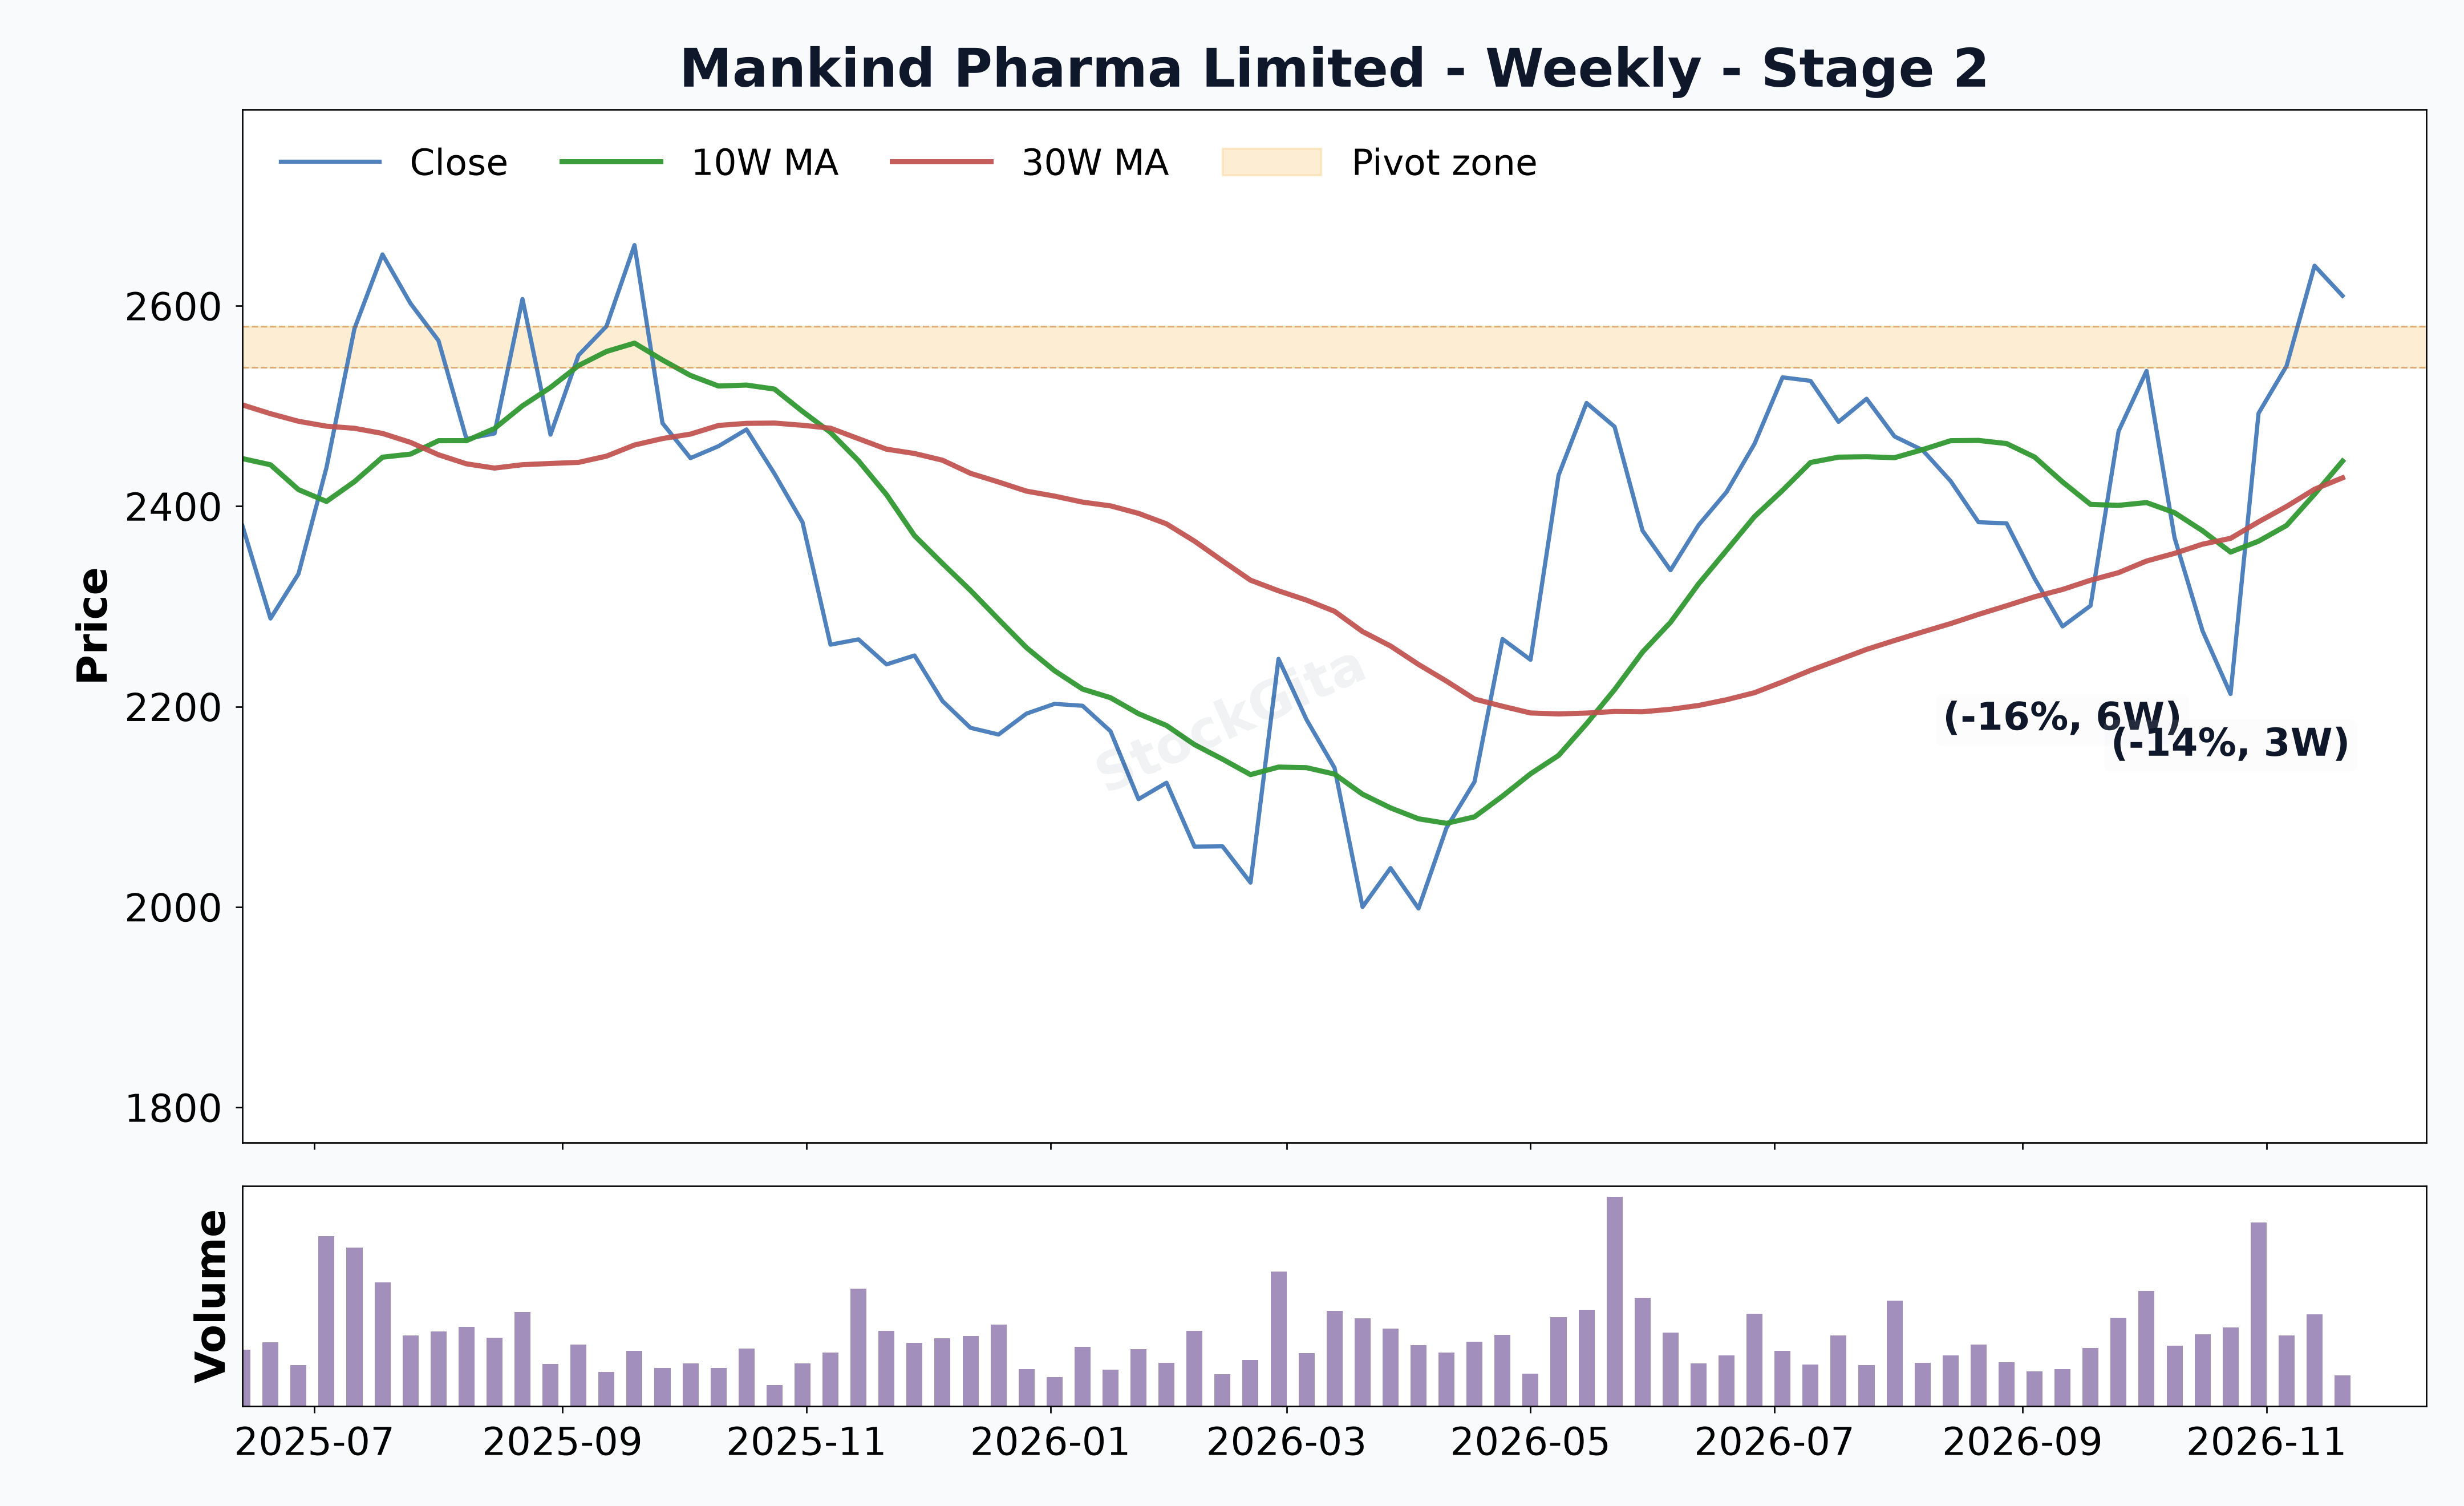 Mankind Pharma Limited - Weekly - Stage 2
Close
10W MA
30W MA
Pivot zone
Price
2600
2400
2200
2000
1800
StockGita
(-16%, 6W)
(-14%, 3W)
Volume
2025-07
2025-09
2025-11
2026-01
2026-03
2026-05
2026-07
2026-09
2026-11